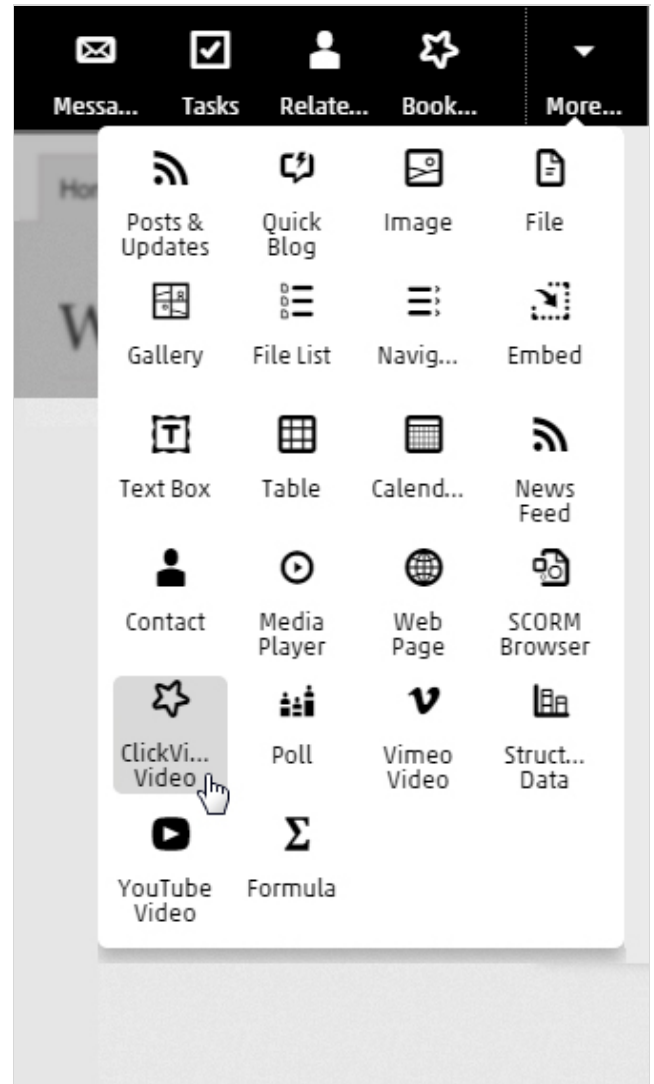 Messa... Tasks Relate... Book... More...
Hor
W
Posts & Quick Image File
Updates Blog
Gallery File List Navig... Embed
Text Box Table Calend... News
Feed
Contact Media Web SCORM
Player Page Browser
ClickVi... Poll Vimeo Struct...
Video Video Data
YouTube Formula
Video